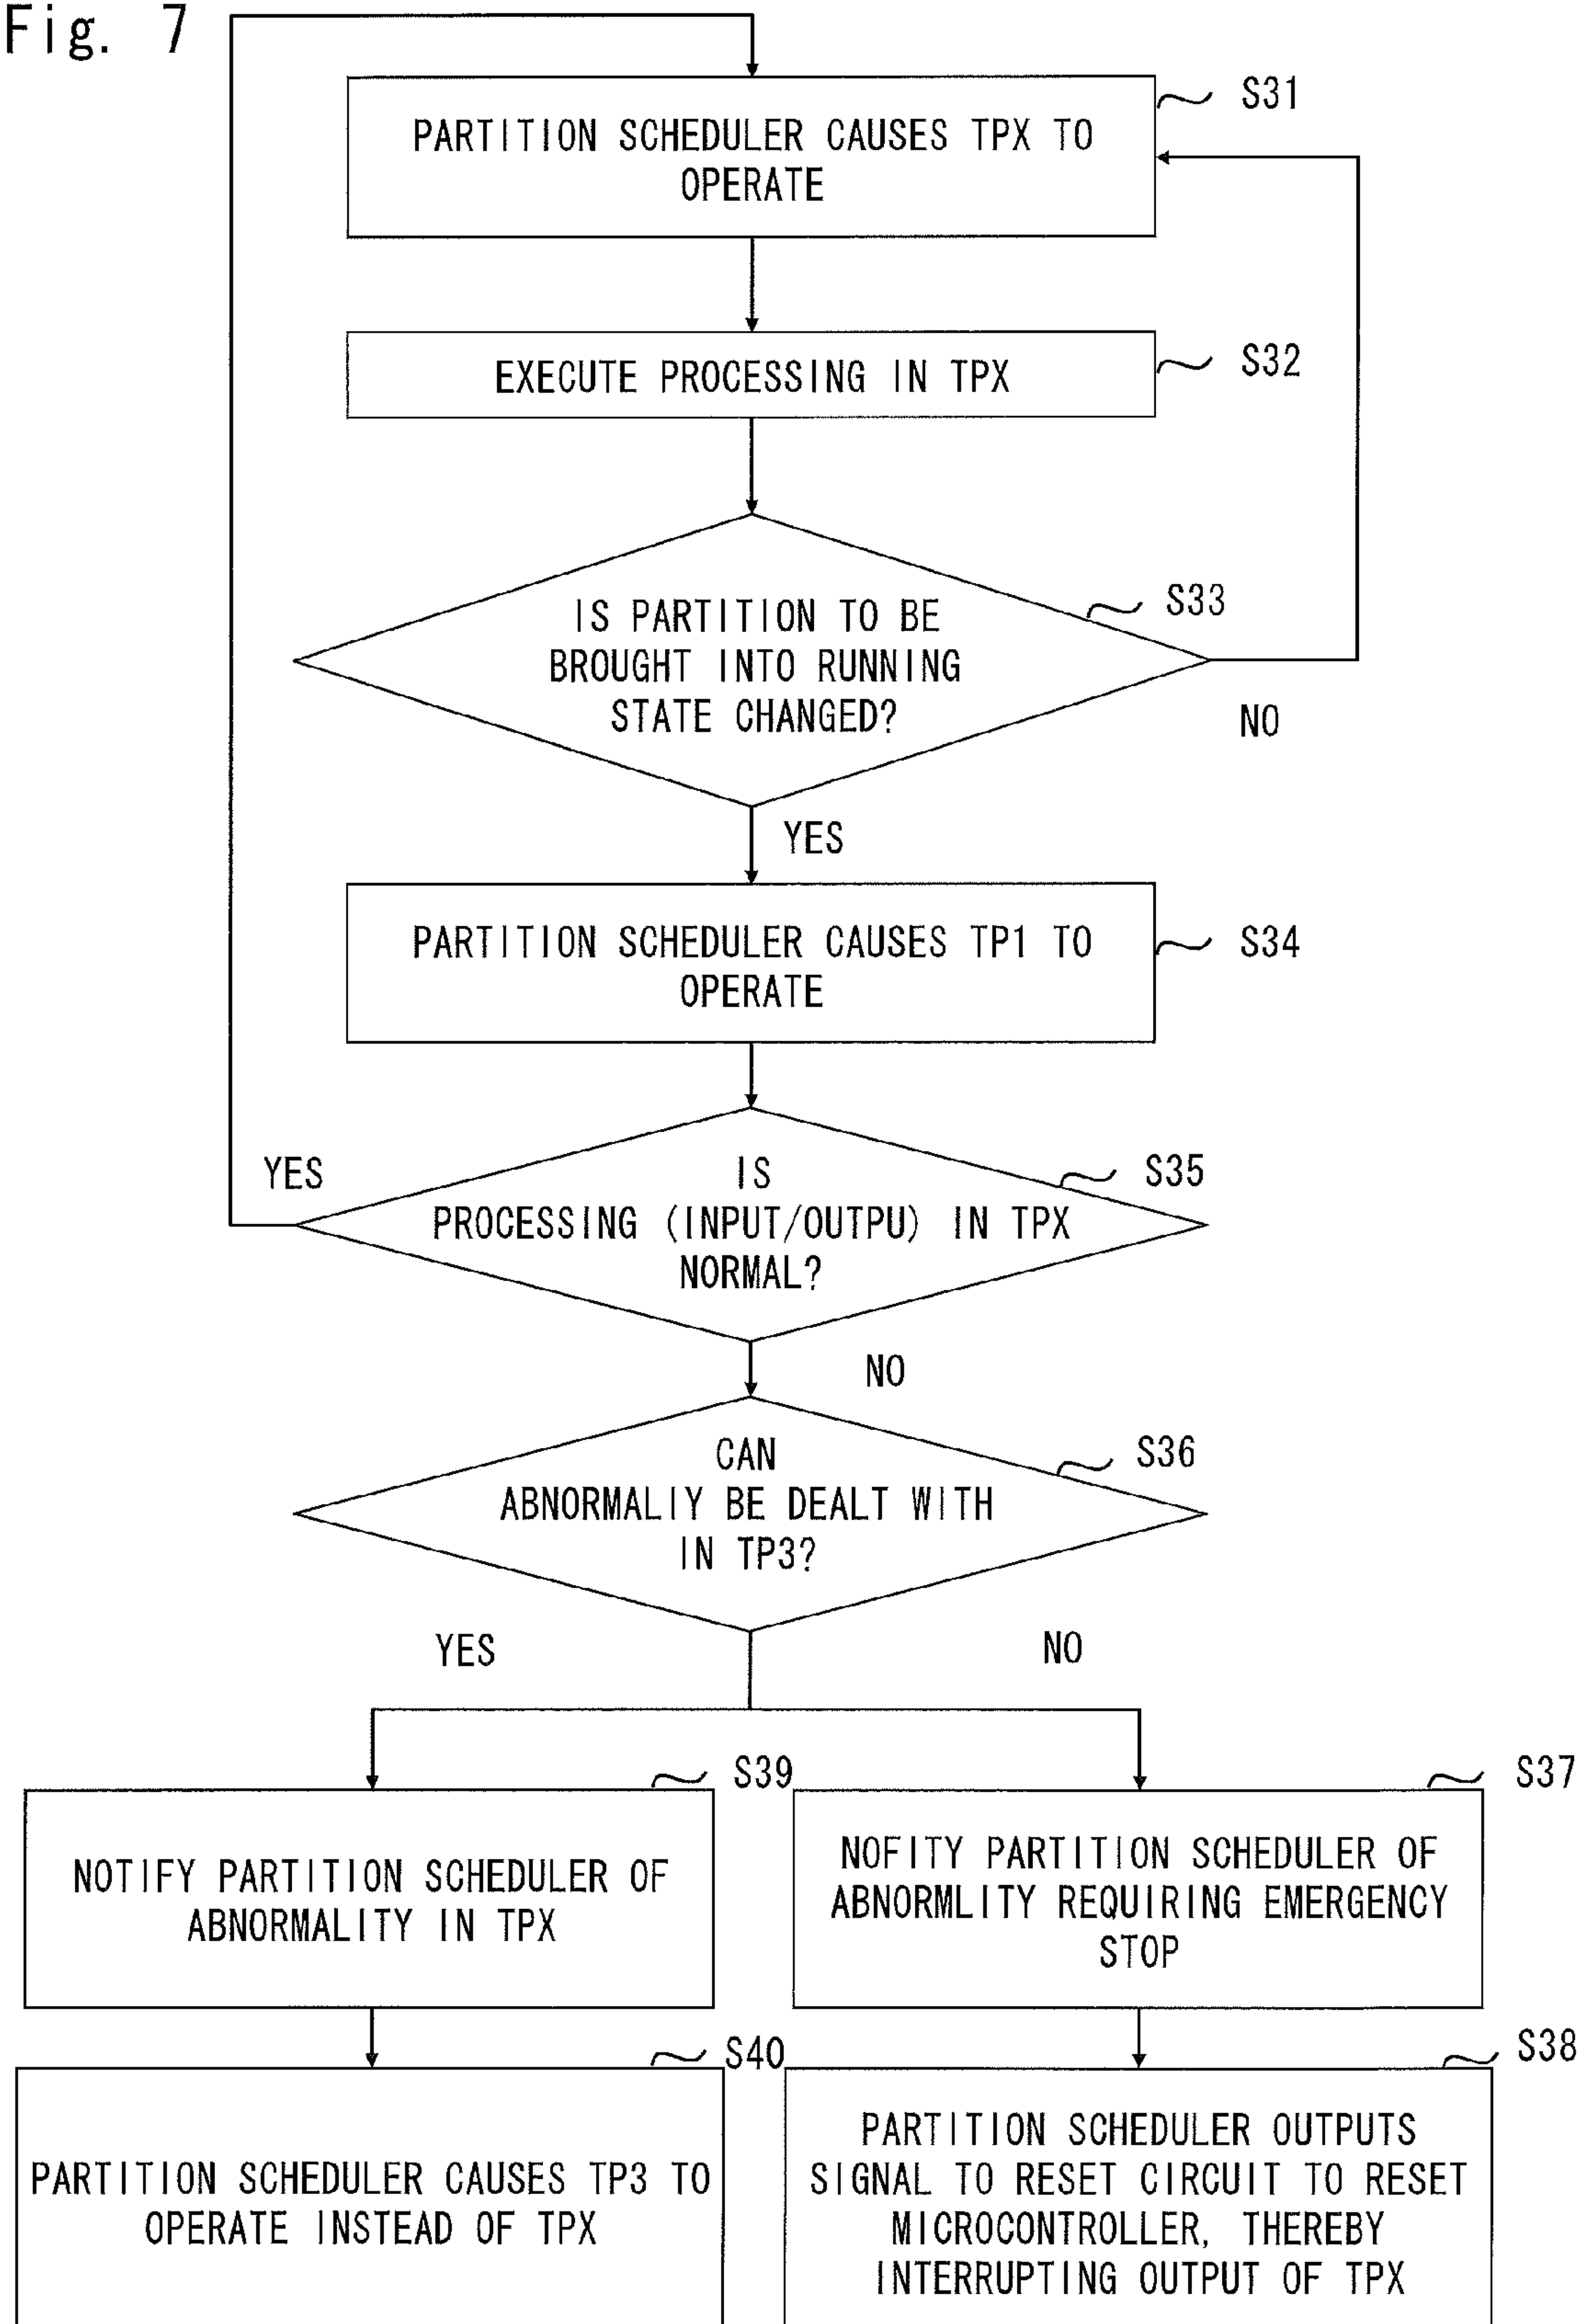 Fig. 7
S31
PARTITION SCHEDULER CAUSES TPX TO
OPERATE
EXECUTE PROCESSING IN TPX
S32
IS PARTITION TO BE
BROUGHT INTO RUNNING
STATE CHANGED?
S33
NO
YES
PARTITION SCHEDULER CAUSES TP1 TO
OPERATE
S34
YES
IS
PROCESSING (INPUT/OUTPU) IN TPX
NORMAL?
S35
NO
CAN
ABNORMALIY BE DEALT WITH
IN TP3?
S36
YES
NO
S39
NOTIFY PARTITION SCHEDULER OF
ABNORMALITY IN TPX
S37
NOFITY PARTITION SCHEDULER OF
ABNORMLITY REQUIRING EMERGENCY
STOP
S40
PARTITION SCHEDULER CAUSES TP3 TO
OPERATE INSTEAD OF TPX
S38
PARTITION SCHEDULER OUTPUTS
SIGNAL TO RESET CIRCUIT TO RESET
MICROCONTROLLER, THEREBY
INTERRUPTING OUTPUT OF TPX